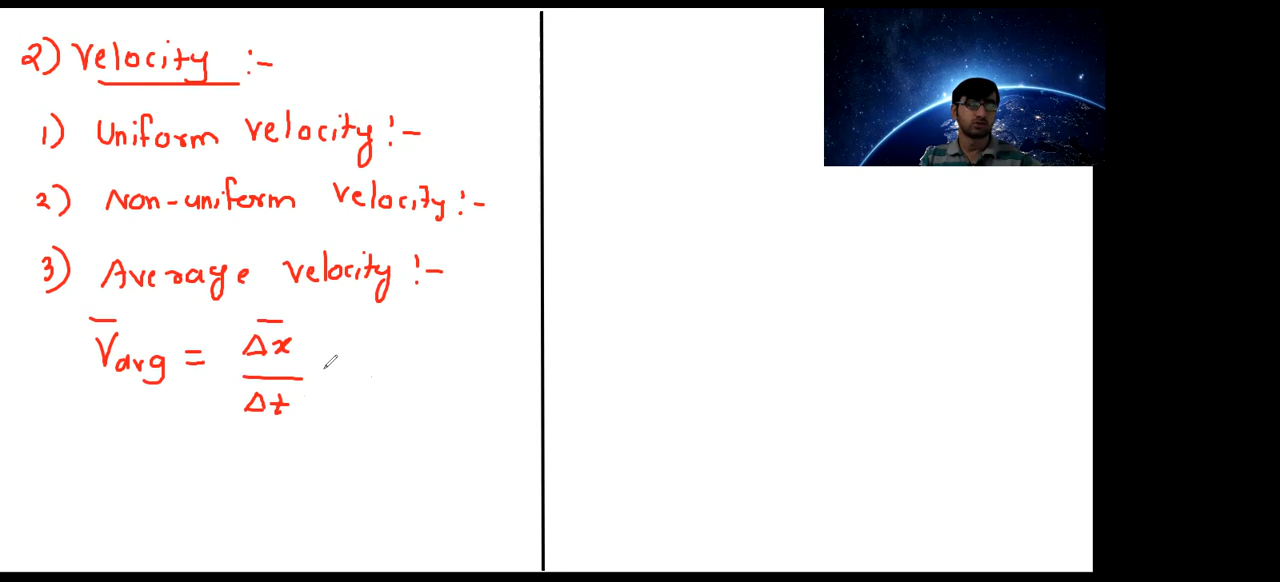 2) Velocity :-
1) Uniform velocity :-
2) Non-uniform velocity :-
3) Average velocity :-
V̅avg = Δx̅ / Δt